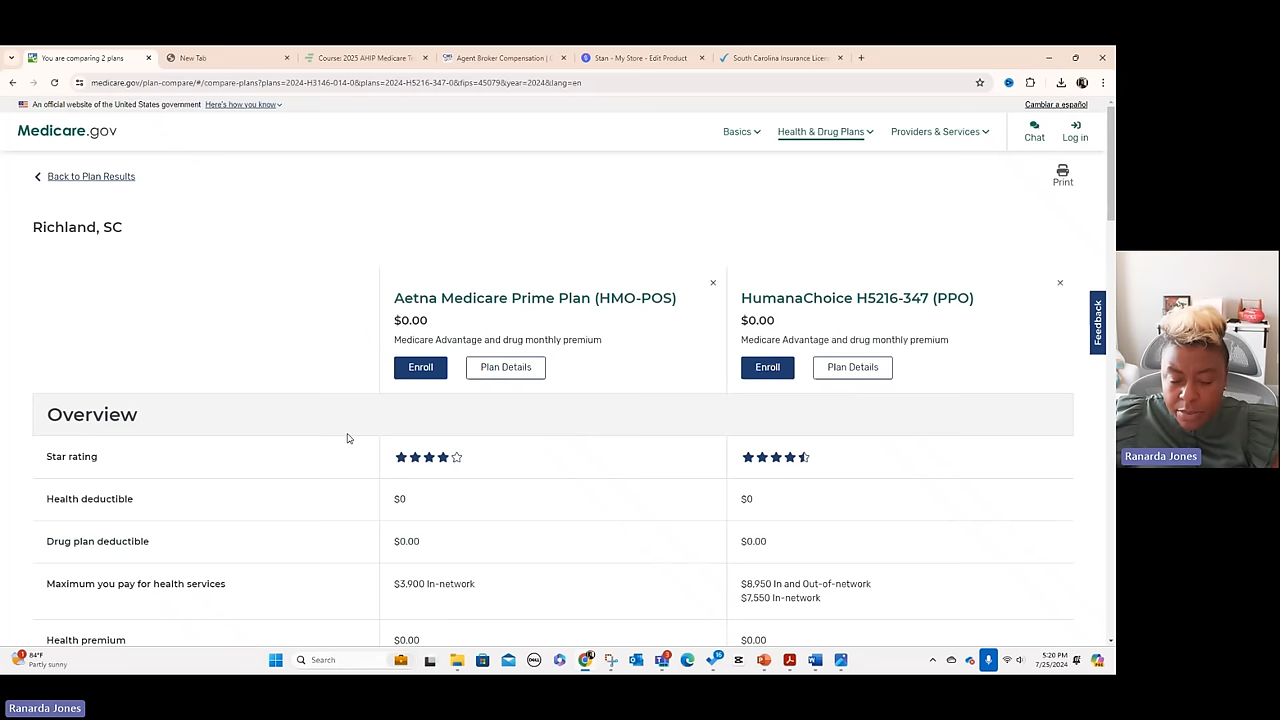 You are comparing 2 plans
New Tab
Course: 2025 AHIP Medicare T
Agent Broker Compensation | C
Stan - My Store - Edit Product
South Carolina Insurance Licen
medicare.gov/plan-compare/#/compare-plans?plans=2024-H3146-014-0&plans=2024-H5216-347-0&fips=45079&year=2024&lang=en
An official website of the United States government Here's how you know
Cambiar a español
Medicare.gov
Basics
Health & Drug Plans
Providers & Services
Chat
Log in
Back to Plan Results
Print
Richland, SC
Aetna Medicare Prime Plan (HMO-POS)
$0.00
Medicare Advantage and drug monthly premium
Enroll
Plan Details
HumanaChoice H5216-347 (PPO)
$0.00
Medicare Advantage and drug monthly premium
Enroll
Plan Details
Feedback
Overview
Star rating
Health deductible
$0
$0
Drug plan deductible
$0.00
$0.00
Maximum you pay for health services
$3,900 In-network
$8,950 In and Out-of-network
$7,550 In-network
Health premium
$0.00
$0.00
Ranarda Jones
84°F
Partly sunny
Search
5:20 PM
7/25/2024
Ranarda Jones